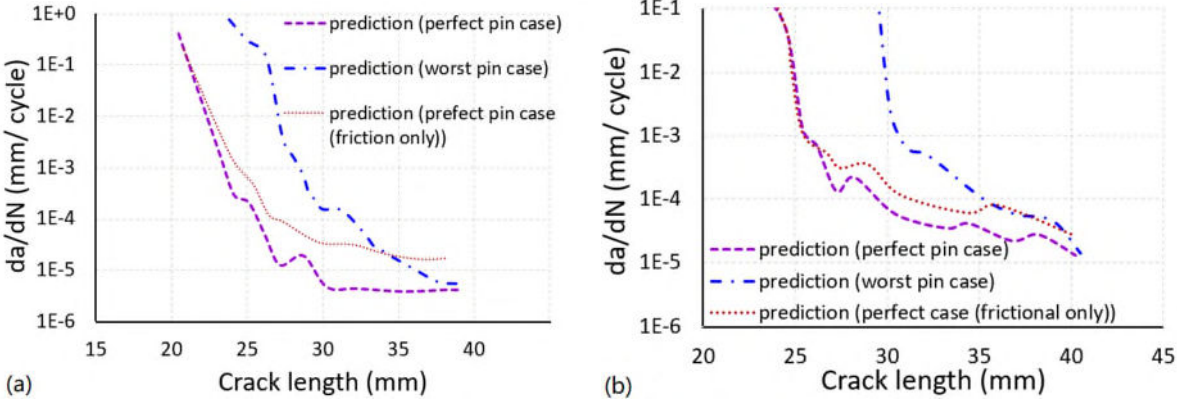 1E+0
1E-1
1E-2
1E-3
1E-4
1E-5
1E-6
da/dN (mm/ cycle)
prediction (perfect pin case)
prediction (worst pin case)
prediction (prefect pin case
(friction only))
15 20 25 30 35 40
Crack length (mm)
(a)
1E-1
1E-2
1E-3
1E-4
1E-5
1E-6
da/dN (mm/ cycle)
prediction (perfect pin case)
prediction (worst pin case)
prediction (perfect case (frictional only))
20 25 30 35 40 45
Crack length (mm)
(b)